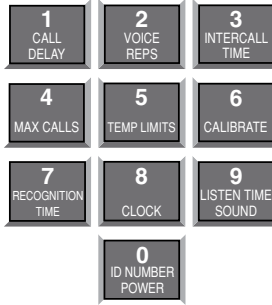 1
CALL
DELAY
2
VOICE
REPS
3
INTERCALL
TIME
4
MAX CALLS
5
TEMP LIMITS
6
CALIBRATE
7
RECOGNITION
TIME
8
CLOCK
9
LISTEN TIME
SOUND
0
ID NUMBER
POWER